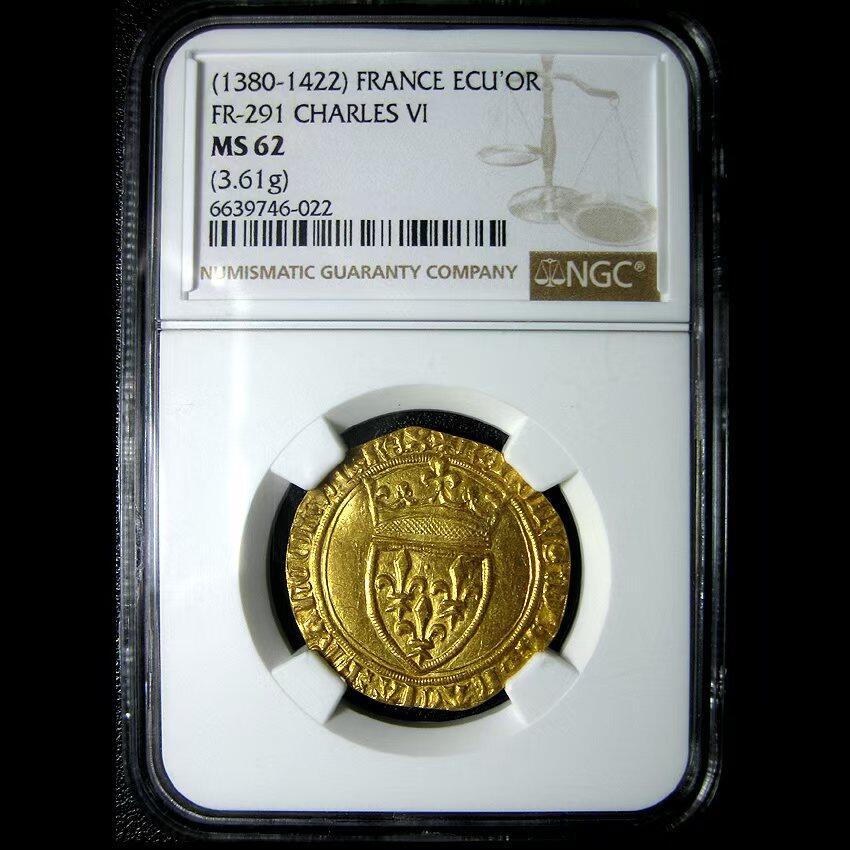 (1380-1422) FRANCE ECU'OR
FR-291 CHARLES VI
MS 62
(3.61g)
6639746-022
NUMISMATIC GUARANTY COMPANY NGC®